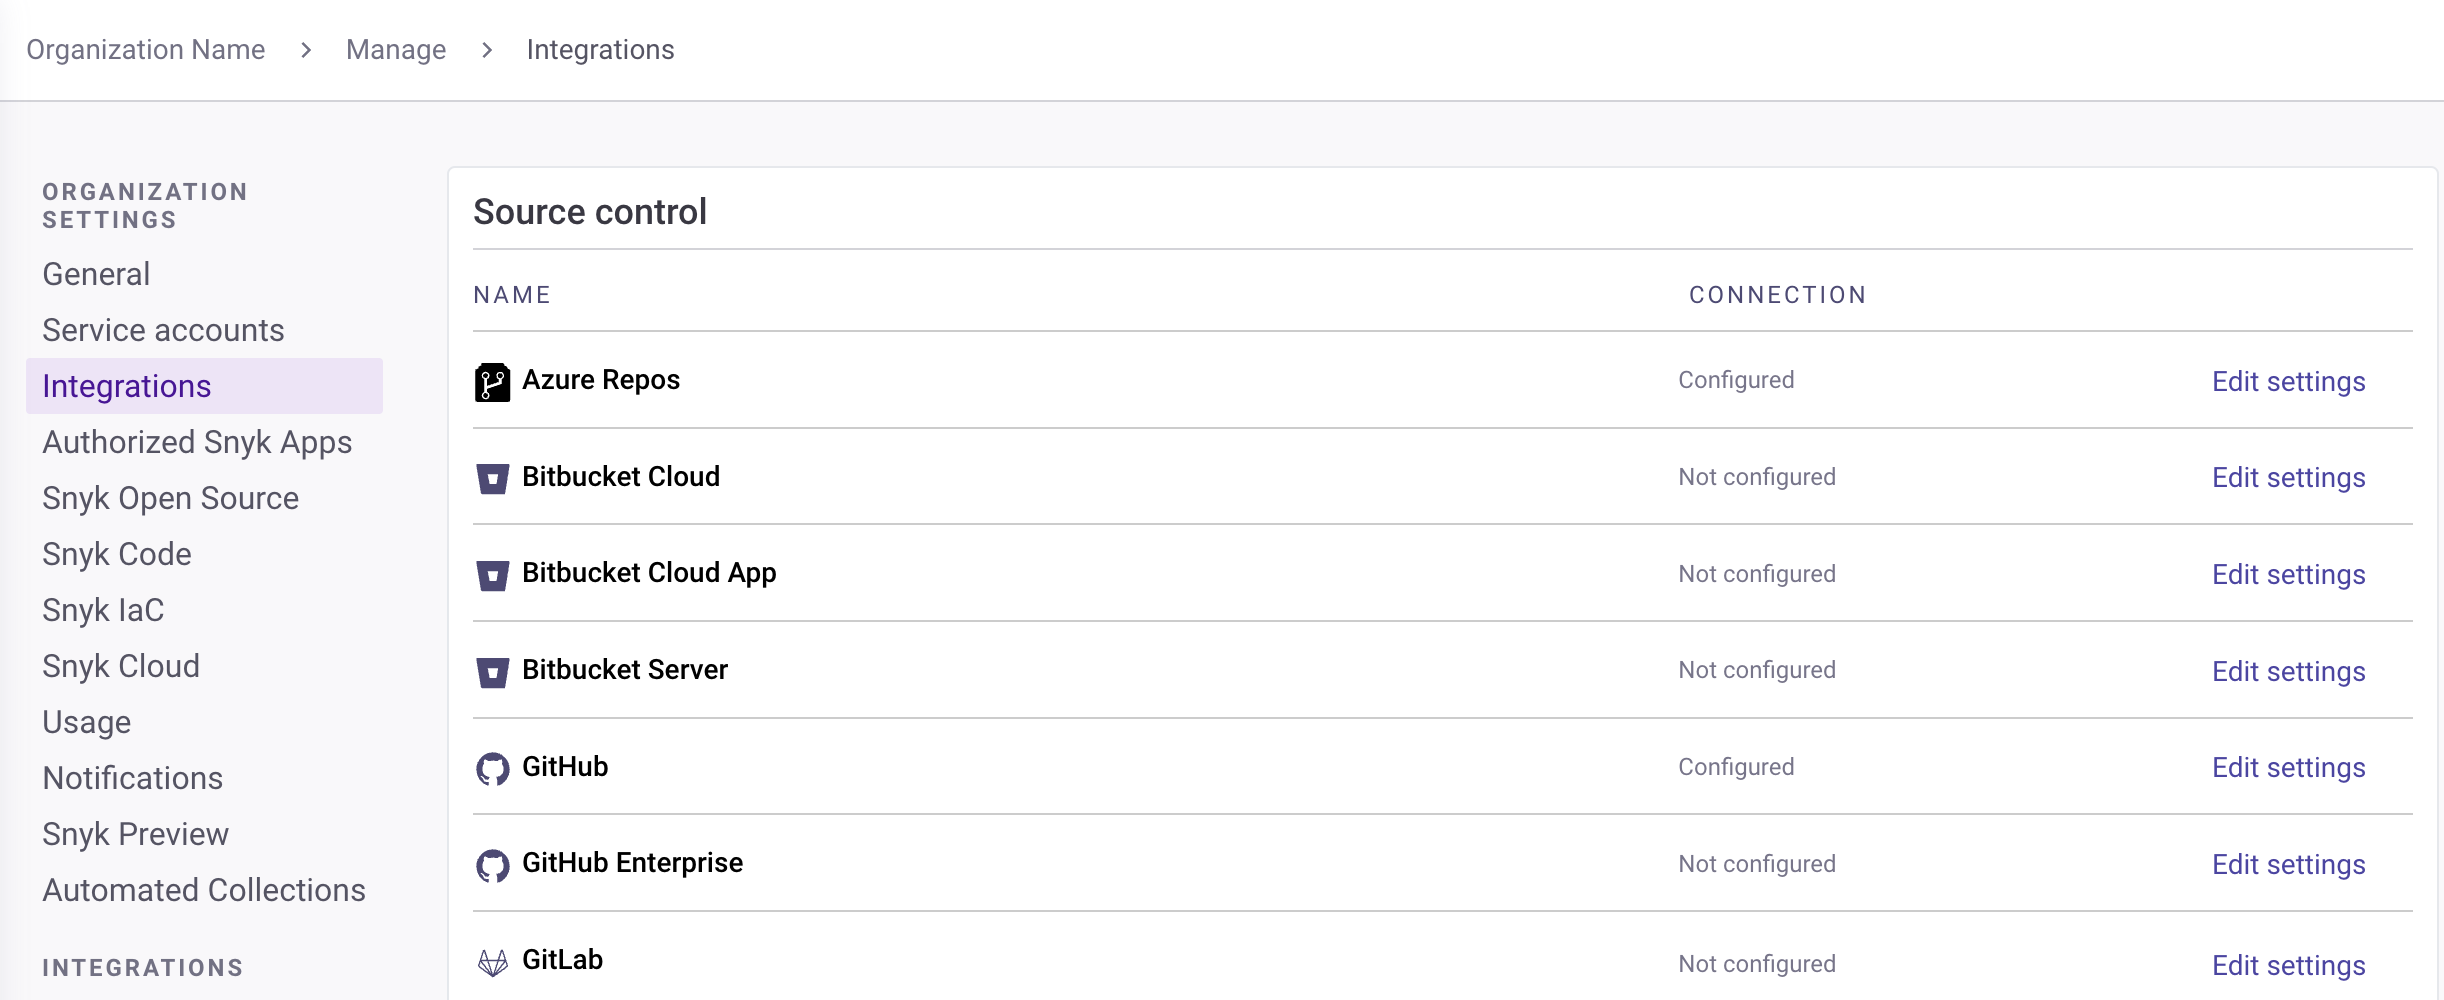 Organization Name > Manage > Integrations
ORGANIZATION
SETTINGS
General
Service accounts
Integrations
Authorized Snyk Apps
Snyk Open Source
Snyk Code
Snyk IaC
Snyk Cloud
Usage
Notifications
Snyk Preview
Automated Collections
INTEGRATIONS
Source control
NAME CONNECTION
Azure Repos Configured Edit settings
Bitbucket Cloud Not configured Edit settings
Bitbucket Cloud App Not configured Edit settings
Bitbucket Server Not configured Edit settings
GitHub Configured Edit settings
GitHub Enterprise Not configured Edit settings
GitLab Not configured Edit settings